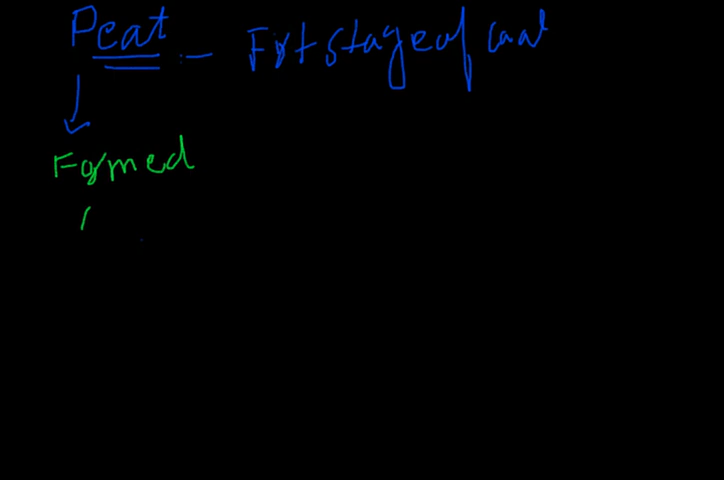 Peat :- First stage of coal
Formed